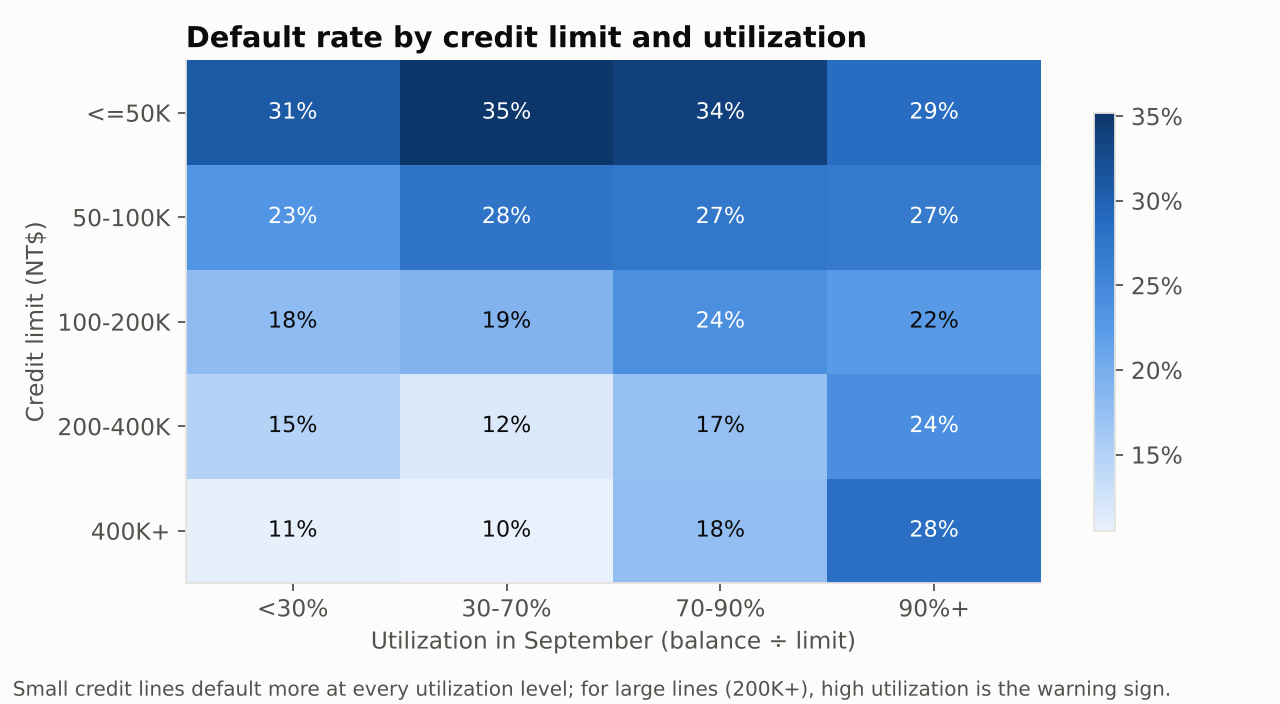 Default rate by credit limit and utilization
<=50K 31% 35% 34% 29%
50-100K 23% 28% 27% 27%
100-200K 18% 19% 24% 22%
200-400K 15% 12% 17% 24%
400K+ 11% 10% 18% 28%
<30% 30-70% 70-90% 90%+
Utilization in September (balance ÷ limit)
Credit limit (NT$)
35%
30%
25%
20%
15%
Small credit lines default more at every utilization level; for large lines (200K+), high utilization is the warning sign.